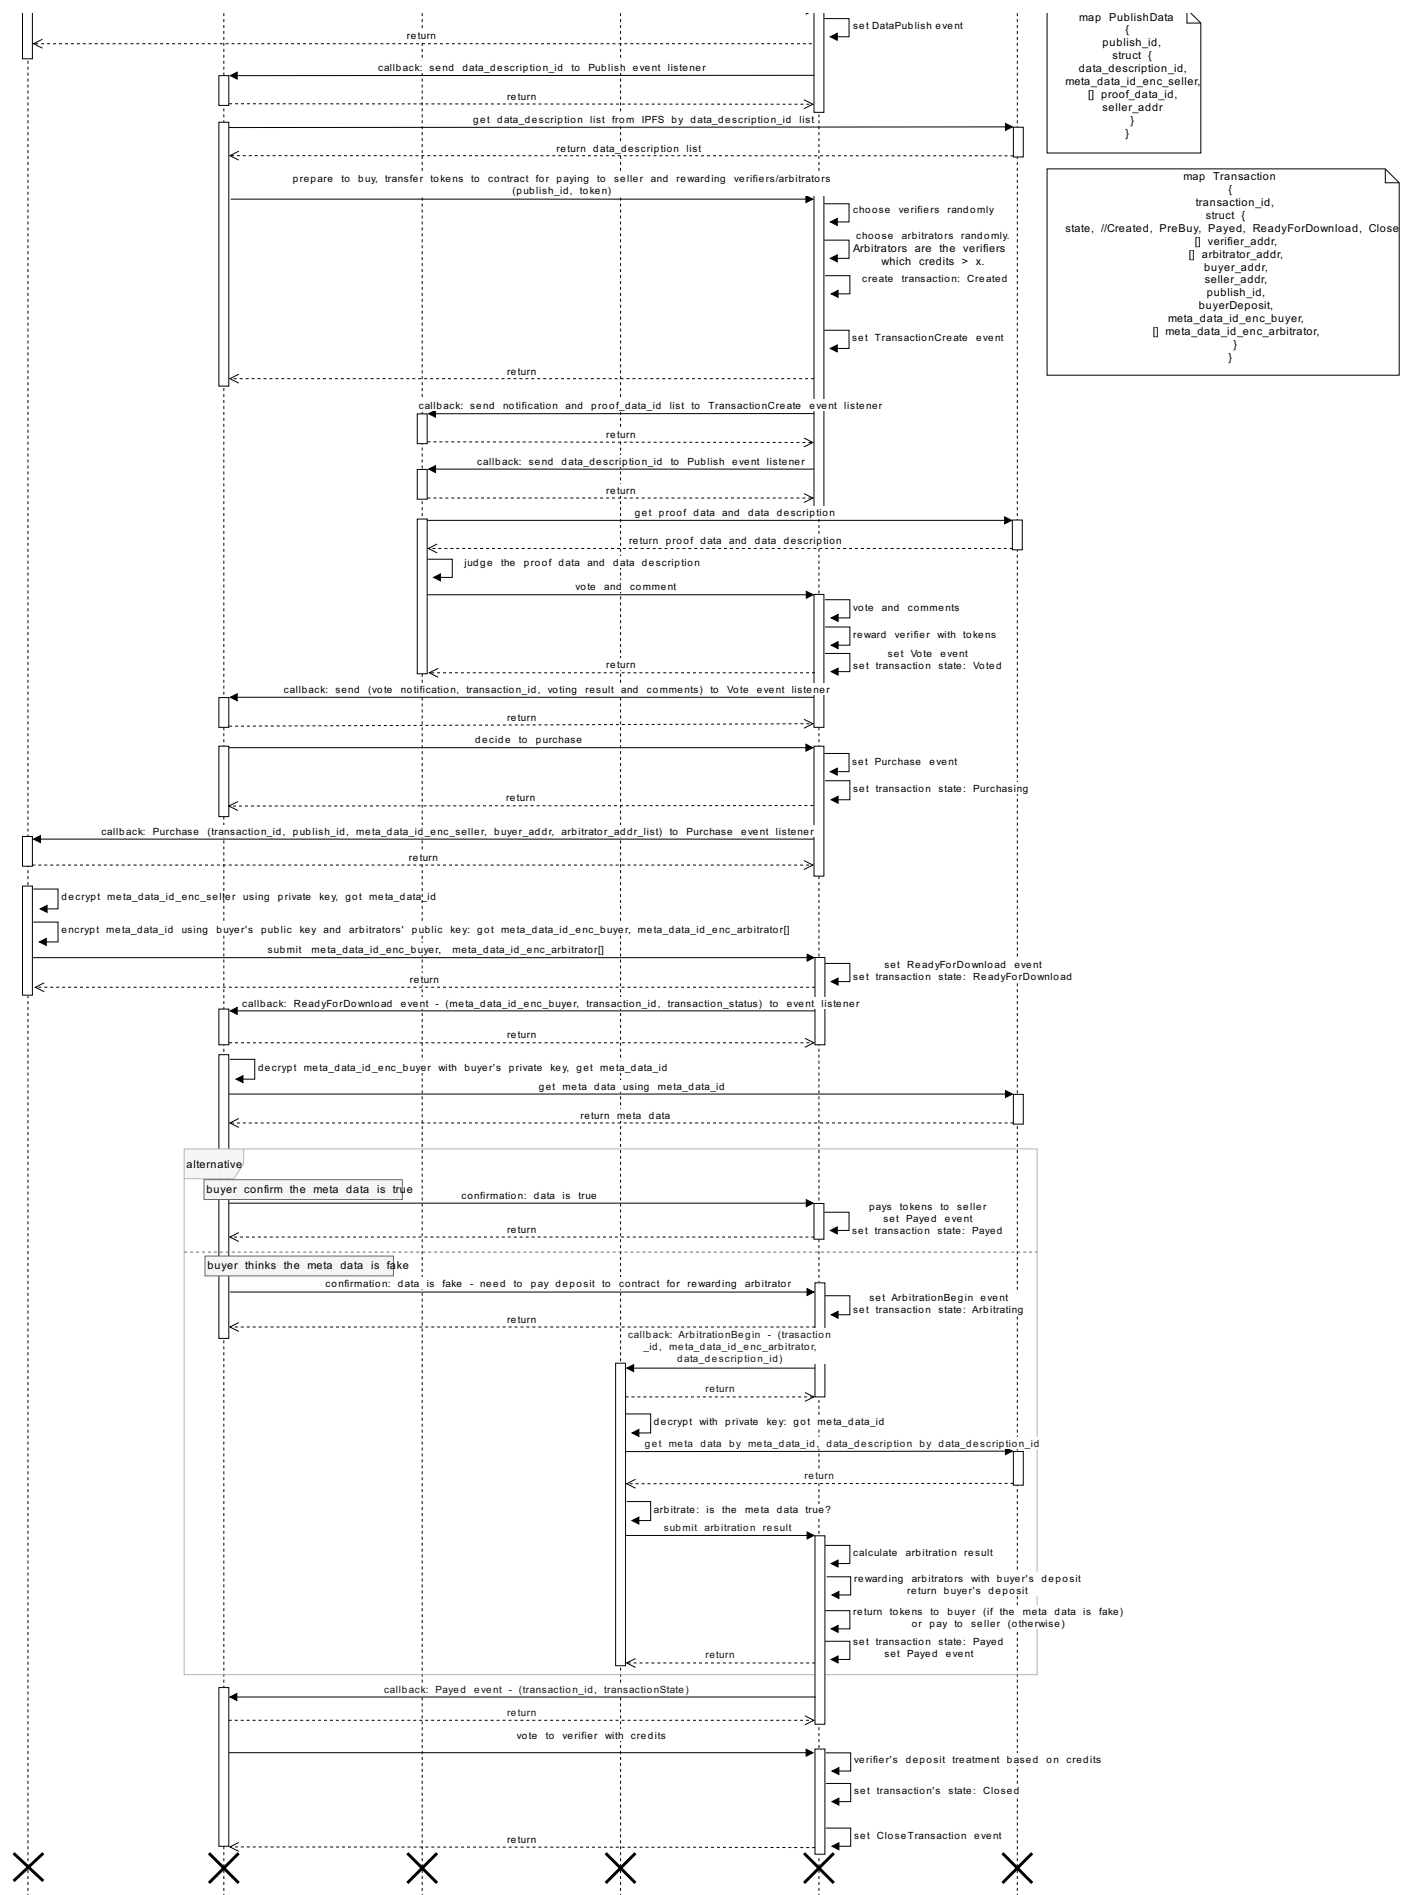 set DataPublish event
return
callback: send data_description_id to Publish event listener
return
get data_description list from IPFS by data_description_id list
return data_description list
map PublishData
{
publish_id,
struct {
data_description_id,
meta_data_id_enc_seller,
[] proof_data_id,
seller_addr
}
}
prepare to buy, transfer tokens to contract for paying to seller and rewarding verifiers/arbitrators
(publish_id, token)
choose verifiers randomly
choose arbitrators randomly.
Arbitrators are the verifiers
which credits > x.
create transaction: Created
set TransactionCreate event
return
map Transaction
{
transaction_id,
struct {
state, //Created, PreBuy, Payed, ReadyForDownload, Close
[] verifier_addr,
[] arbitrator_addr,
buyer_addr,
seller_addr,
publish_id,
buyerDeposit,
meta_data_id_enc_buyer,
[] meta_data_id_enc_arbitrator,
}
}
callback: send notification and proof_data_id list to TransactionCreate event listener
return
callback: send data_description_id to Publish event listener
return
get proof data and data description
return proof data and data description
judge the proof data and data description
vote and comment
vote and comments
reward verifier with tokens
set Vote event
set transaction state: Voted
return
callback: send (vote notification, transaction_id, voting result and comments) to Vote event listener
return
decide to purchase
set Purchase event
set transaction state: Purchasing
return
callback: Purchase (transaction_id, publish_id, meta_data_id_enc_seller, buyer_addr, arbitrator_addr_list) to Purchase event listener
return
decrypt meta_data_id_enc_seller using private key, got meta_data_id
encrypt meta_data_id using buyer's public key and arbitrators' public key: got meta_data_id_enc_buyer, meta_data_id_enc_arbitrator[]
submit meta_data_id_enc_buyer, meta_data_id_enc_arbitrator[]
set ReadyForDownload event
set transaction state: ReadyForDownload
return
callback: ReadyForDownload event - (meta_data_id_enc_buyer, transaction_id, transaction_status) to event listener
return
decrypt meta_data_id_enc_buyer with buyer's private key, get meta_data_id
get meta data using meta_data_id
return meta data
alternative
buyer confirm the meta data is true
confirmation: data is true
pays tokens to seller
set Payed event
set transaction state: Payed
return
buyer thinks the meta data is fake
confirmation: data is fake - need to pay deposit to contract for rewarding arbitrator
set ArbitrationBegin event
set transaction state: Arbitrating
return
callback: ArbitrationBegin - (trasaction
_id, meta_data_id_enc_arbitrator,
data_description_id)
return
decrypt with private key: got meta_data_id
get meta data by meta_data_id, data_description by data_description_id
return
arbitrate: is the meta data true?
submit arbitration result
calculate arbitration result
rewarding arbitrators with buyer's deposit
return buyer's deposit
return tokens to buyer (if the meta data is fake)
or pay to seller (otherwise)
set transaction state: Payed
set Payed event
return
callback: Payed event - (transaction_id, transactionState)
return
vote to verifier with credits
verifier's deposit treatment based on credits
set transaction's state: Closed
set CloseTransaction event
return